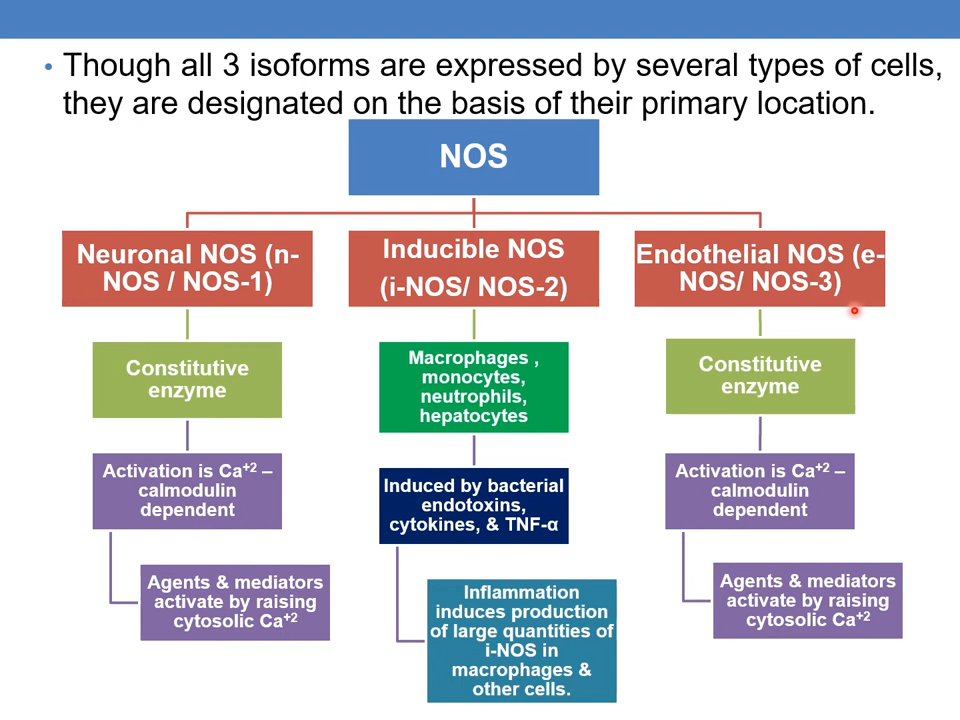 • Though all 3 isoforms are expressed by several types of cells,
they are designated on the basis of their primary location.
NOS
Neuronal NOS (n-
NOS / NOS-1)
Inducible NOS
(i-NOS/ NOS-2)
Endothelial NOS (e-
NOS/ NOS-3)
Constitutive
enzyme
Macrophages ,
monocytes,
neutrophils,
hepatocytes
Constitutive
enzyme
Activation is Ca⁺² –
calmodulin
dependent
Induced by bacterial
endotoxins,
cytokines, & TNF-α
Activation is Ca⁺² –
calmodulin
dependent
Agents & mediators
activate by raising
cytosolic Ca⁺²
Inflammation
induces production
of large quantities of
i-NOS in
macrophages &
other cells.
Agents & mediators
activate by raising
cytosolic Ca⁺²